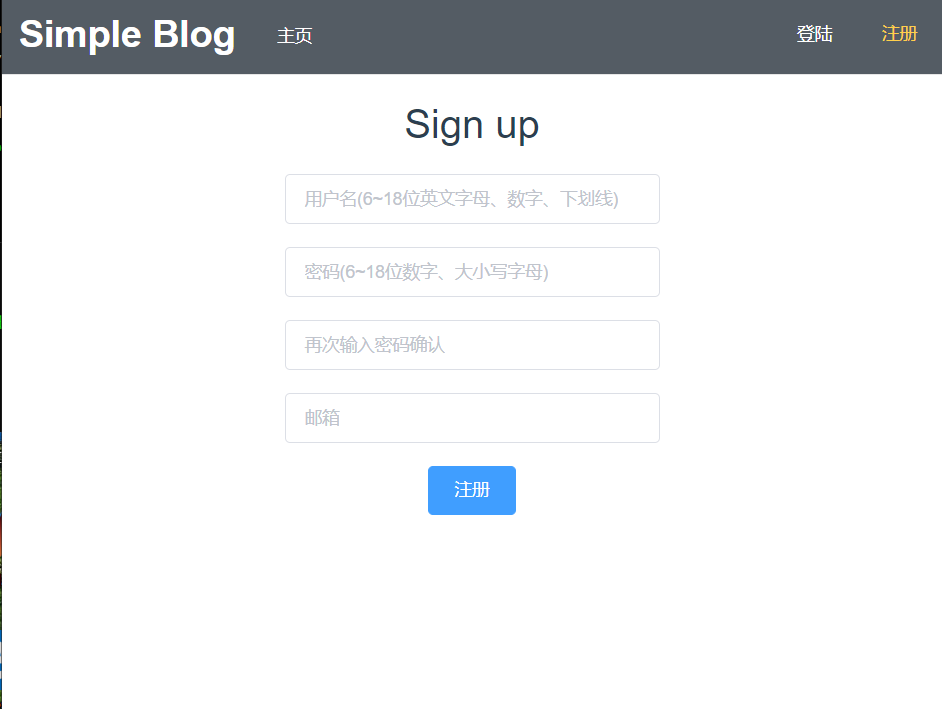 Simple Blog 主页 登陆 注册
Sign up
用户名(6~18位英文字母、数字、下划线)
密码(6~18位数字、大小写字母)
再次输入密码确认
邮箱
注册